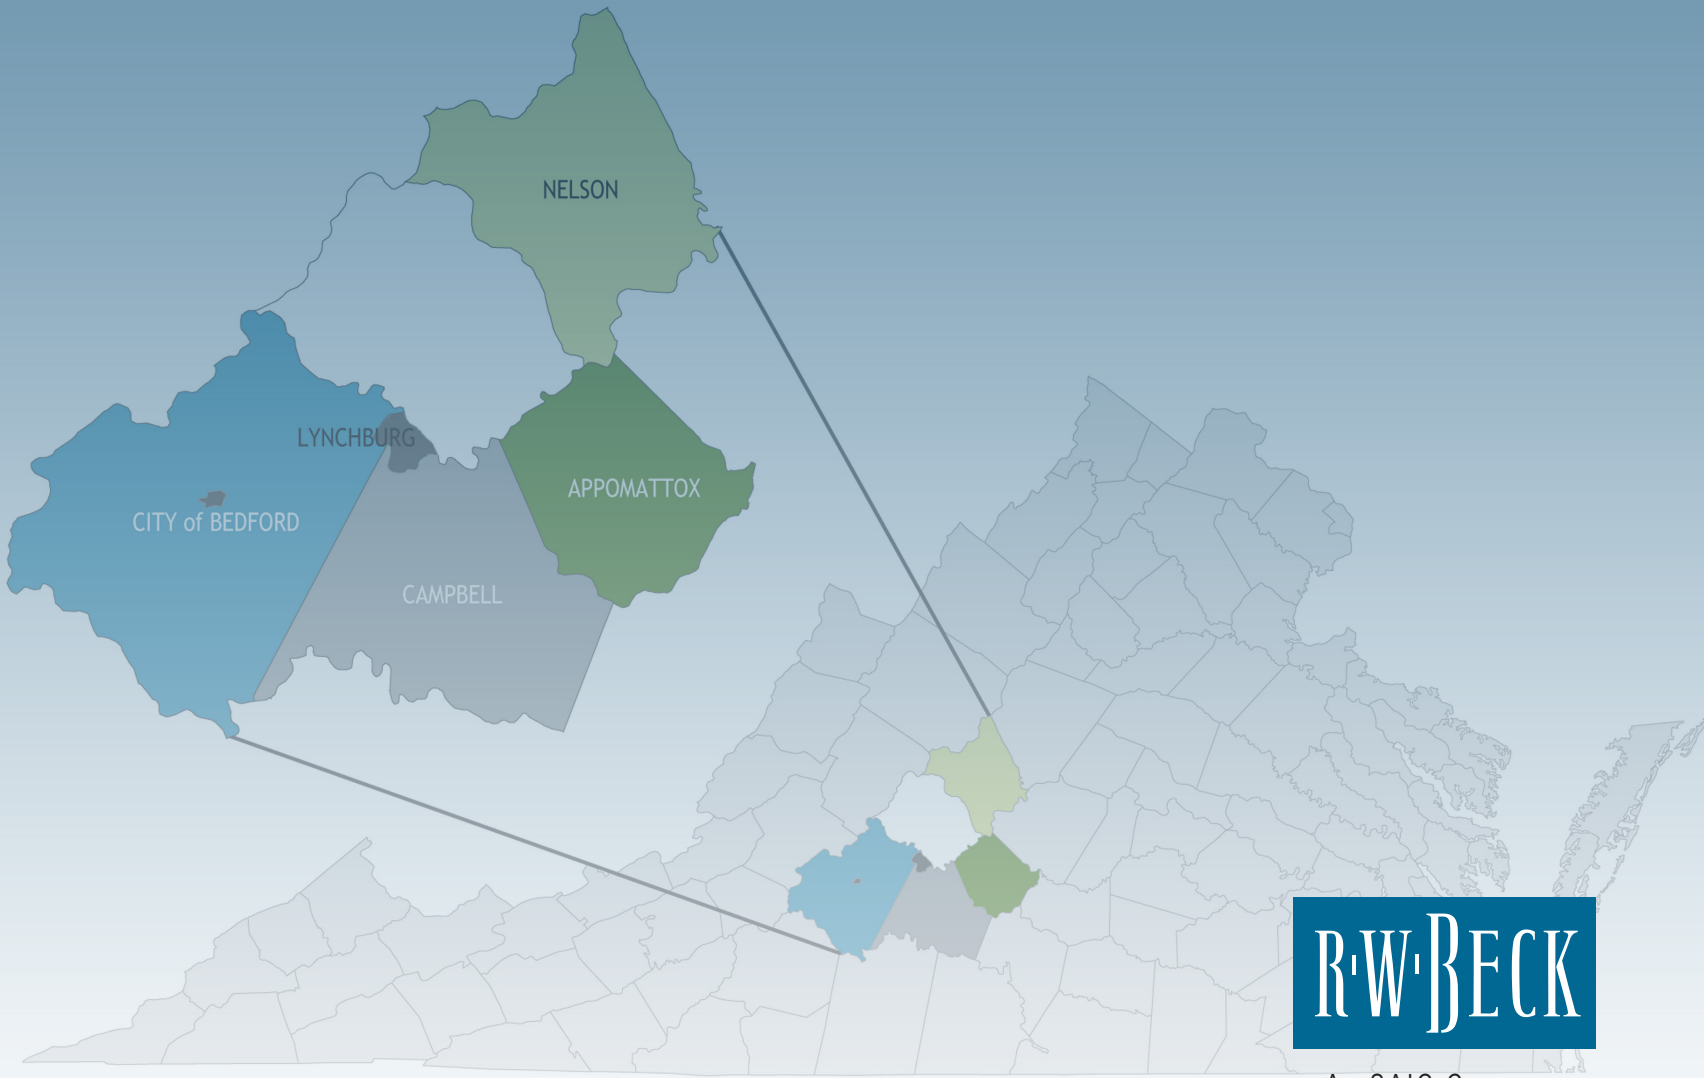 NELSON
LYNCHBURG
APPOMATTOX
CITY of BEDFORD
CAMPBELL
R·W·BECK